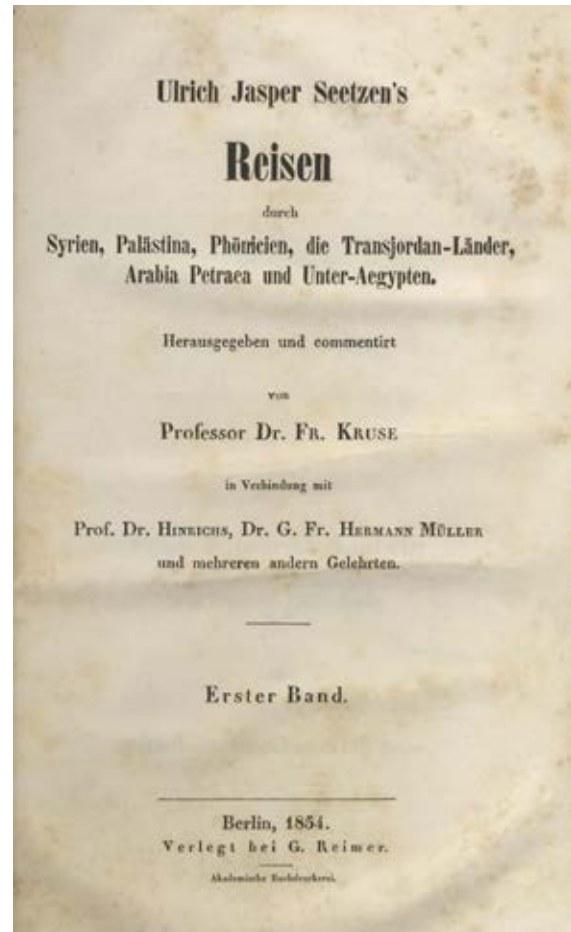 Ulrich Jasper Seetzen's
Reisen
durch
Syrien, Palästina, Phönicien, die Transjordan-Länder,
Arabia Petraea und Unter-Aegypten.
Herausgegeben und commentirt
von
Professor Dr. FR. KRUSE
in Verbindung mit
Prof. Dr. HINRICHS, Dr. G. FR. HERMANN MÜLLER
und mehreren andern Gelehrten.
Erster Band.
Berlin, 1854.
Verlegt bei G. Reimer.
Akademische Buchdruckerei.